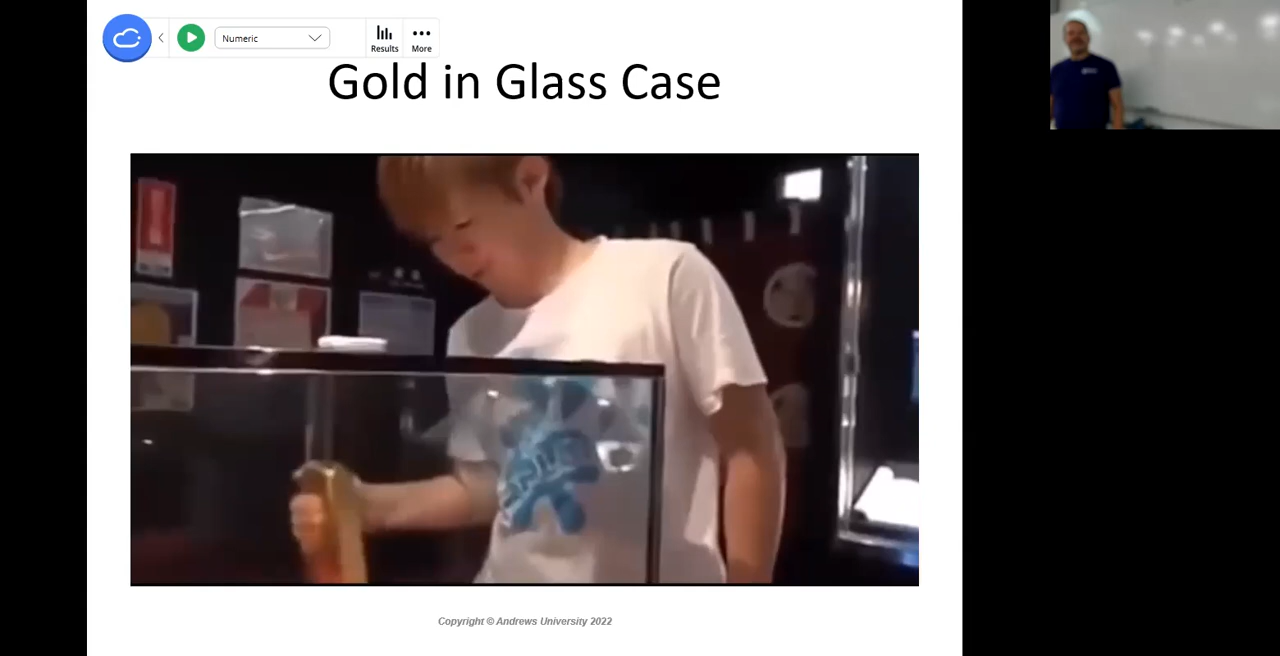 Numeric
Results
More
Gold in Glass Case
Copyright © Andrews University 2022